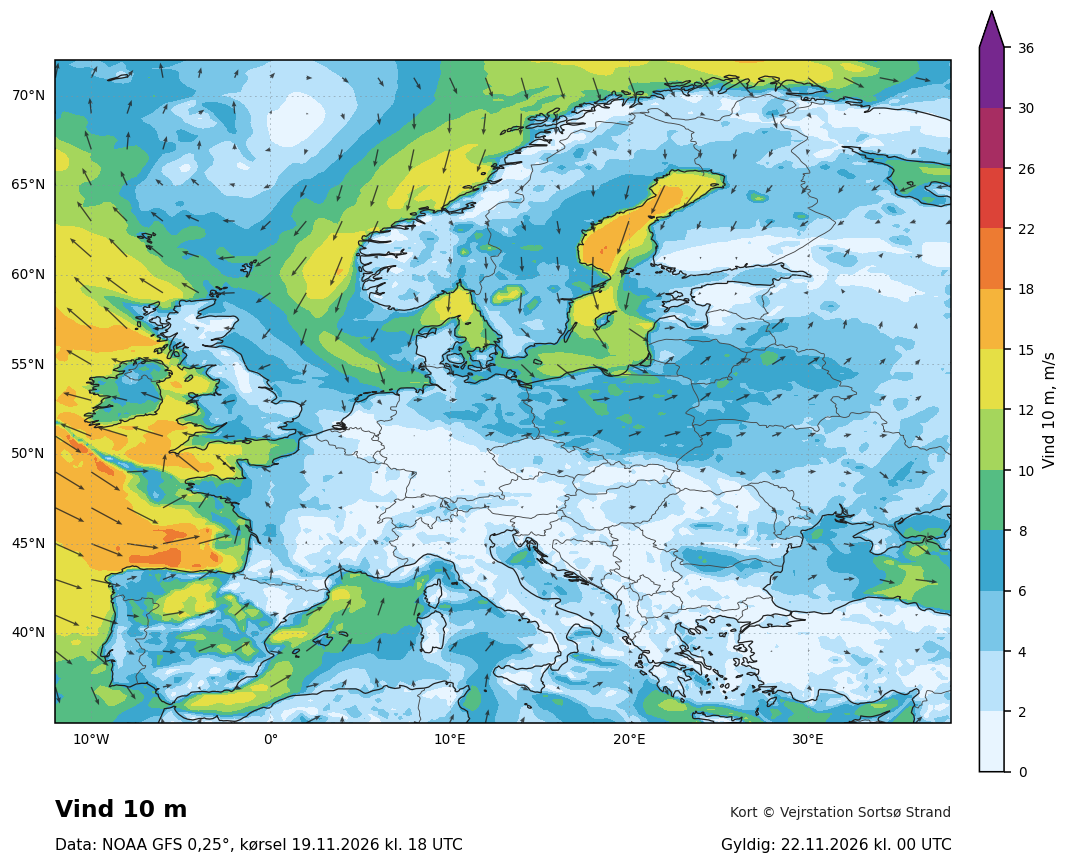 70°N
65°N
60°N
55°N
50°N
45°N
40°N
10°W 0° 10°E 20°E 30°E
36
30
26
22
18
15
12
10
8
6
4
2
0
Vind 10 m, m/s
Vind 10 m
Kort © Vejrstation Sortsø Strand
Data: NOAA GFS 0,25°, kørsel 19.11.2026 kl. 18 UTC
Gyldig: 22.11.2026 kl. 00 UTC